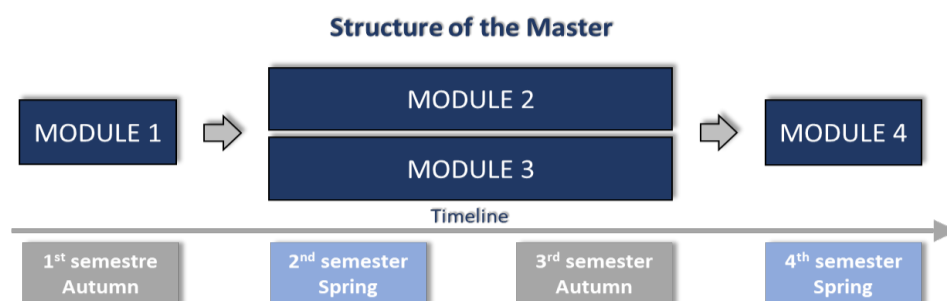 Structure of the Master
MODULE 1
MODULE 2
MODULE 3
MODULE 4
Timeline
1st semestre
Autumn
2nd semester
Spring
3rd semester
Autumn
4th semester
Spring